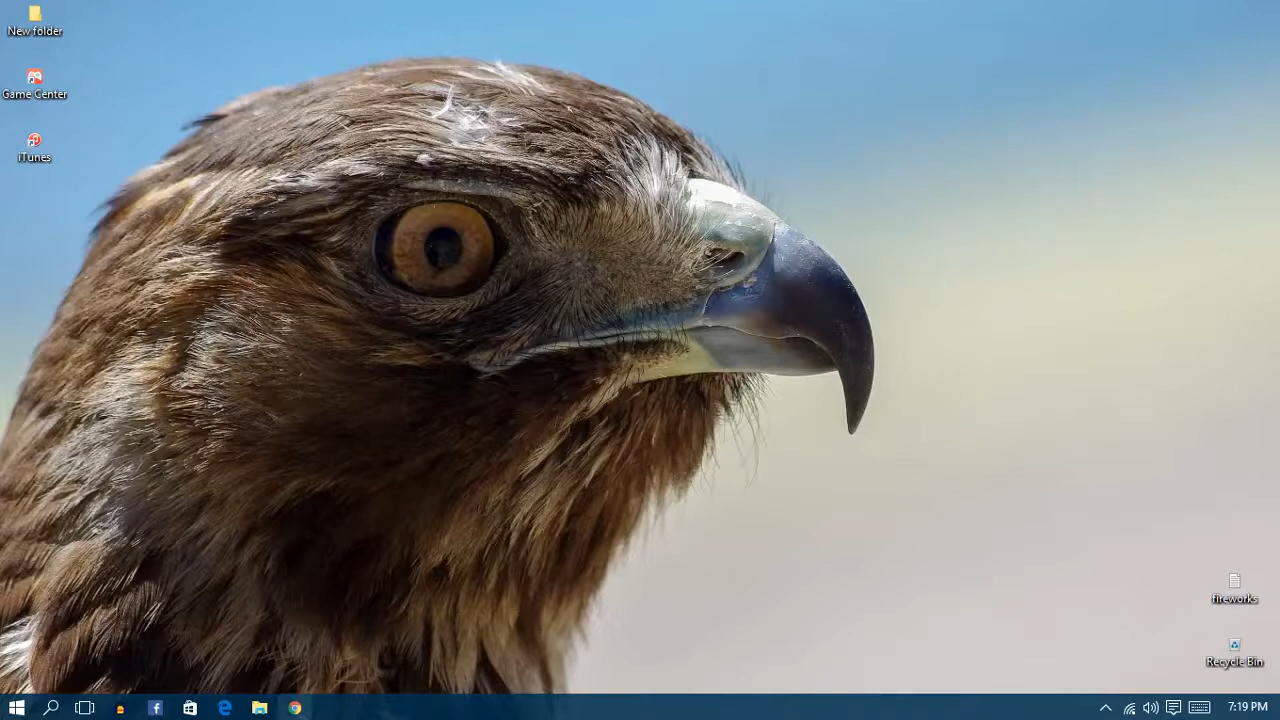 New folder
Game Center
iTunes
fireworks
Recycle Bin
7:19 PM